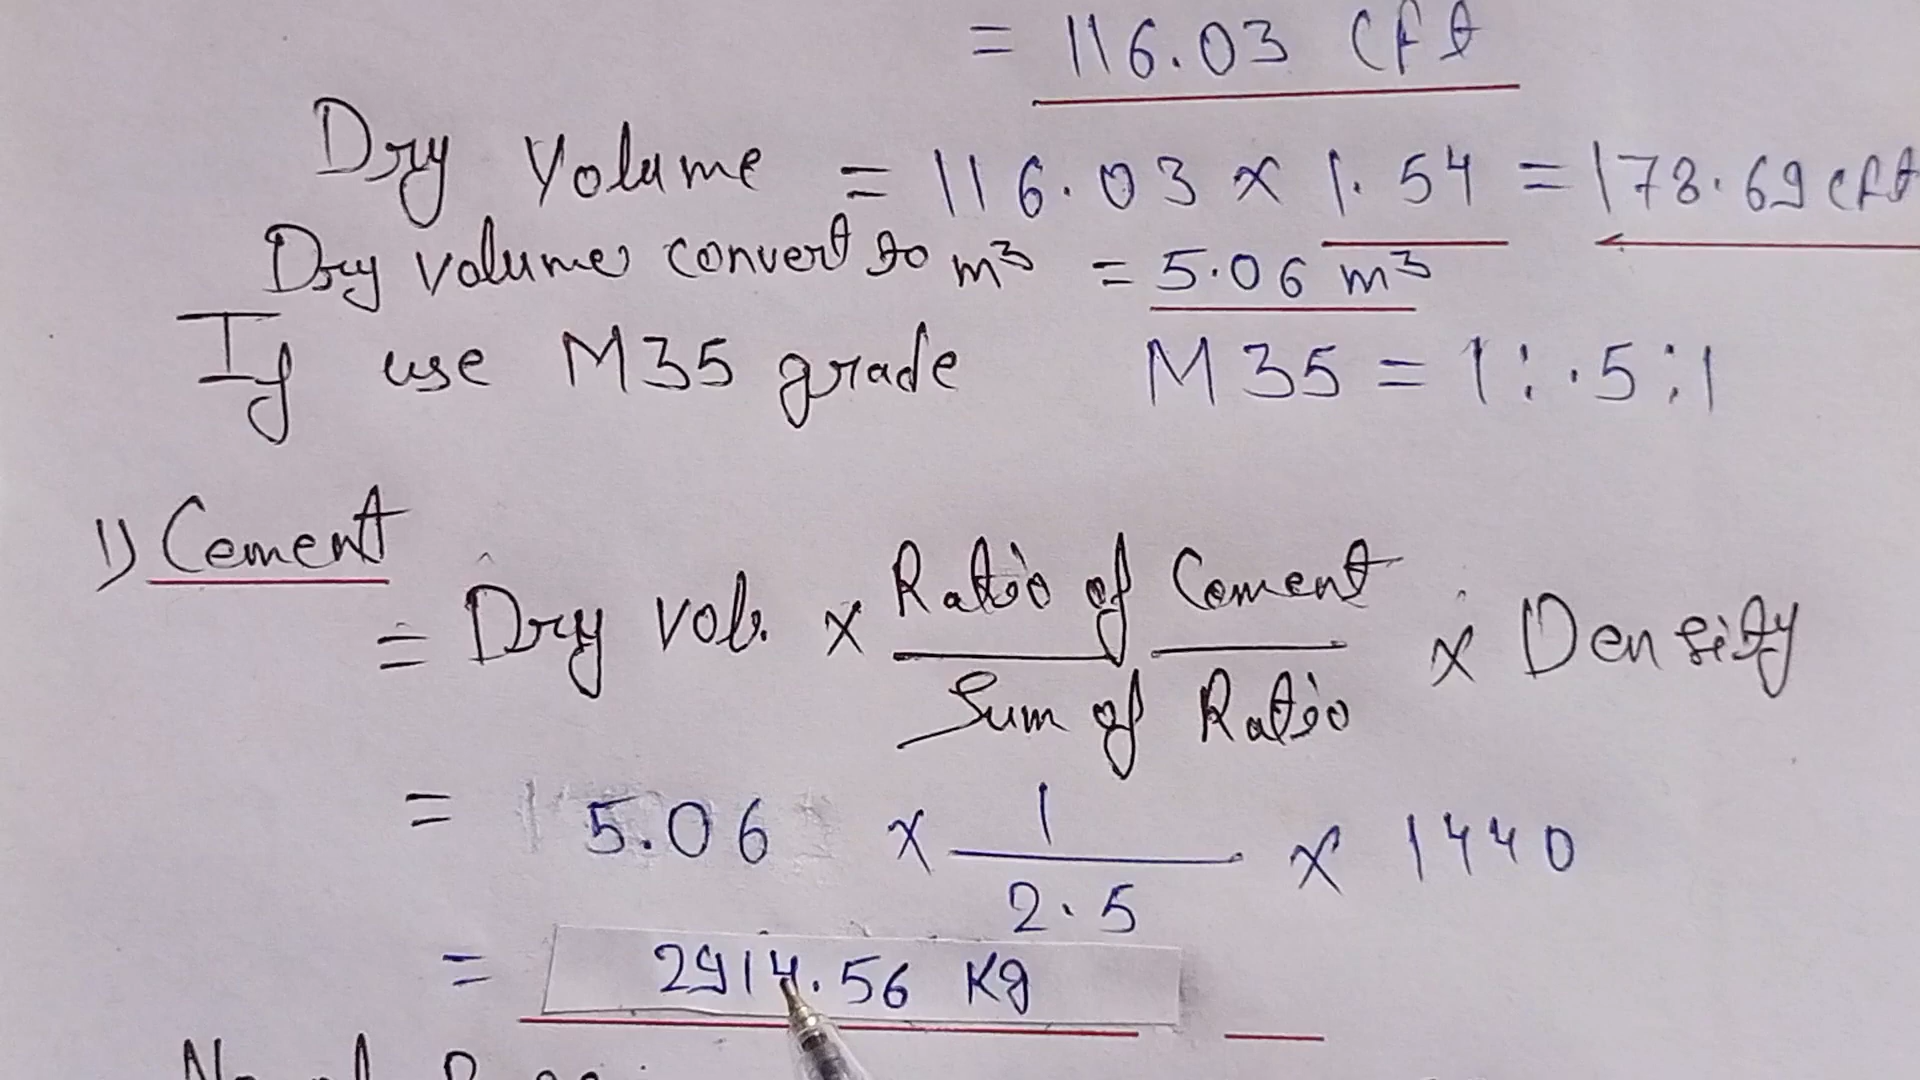 = 116.03 cft
Dry Volume = 116.03 × 1.54 = 178.69 cft
Dry volume convert to m³ = 5.06 m³
If use M35 grade M35 = 1:.5:1
1) Cement
= Dry vol. × Ratio of Cement / Sum of Ratio × Density
= 5.06 × 1 / 2.5 × 1440
= 2914.56 Kg